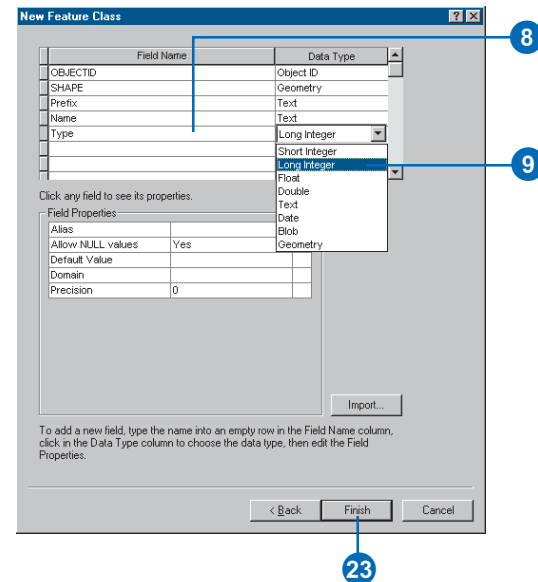 New Feature Class
? X
8
Field Name Data Type
OBJECTID Object ID
SHAPE Geometry
Prefix Text
Name Text
Type Long Integer
Short Integer
Long Integer
9
Float
Double
Text
Date
Blob
Geometry
Click any field to see its properties.
Field Properties
Alias
Allow NULL values Yes
Default Value
Domain
Precision 0
Import...
To add a new field, type the name into an empty row in the Field Name column,
click in the Data Type column to choose the data type, then edit the Field
Properties.
< Back Finish Cancel
23